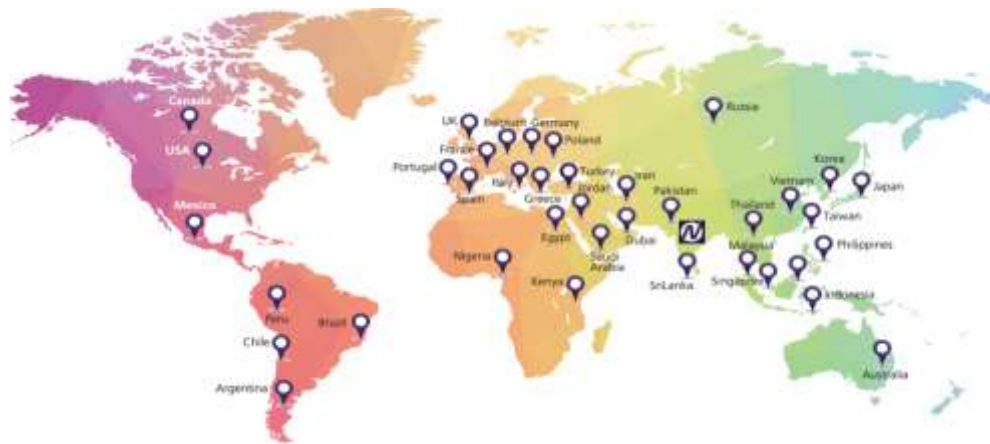 Canada
USA
Mexico
Peru
Brazil
Chile
Argentina
UK
Belgium
Germany
France
Poland
Portugal
Spain
Italy
Greece
Turkey
Jordan
Iran
Egypt
Saudi
Arabia
Dubai
Nigeria
Kenya
Russia
Pakistan
N
SriLanka
Korea
Japan
Vietnam
Thailand
Taiwan
Malaysia
Philippines
Singapore
Indonesia
Australia